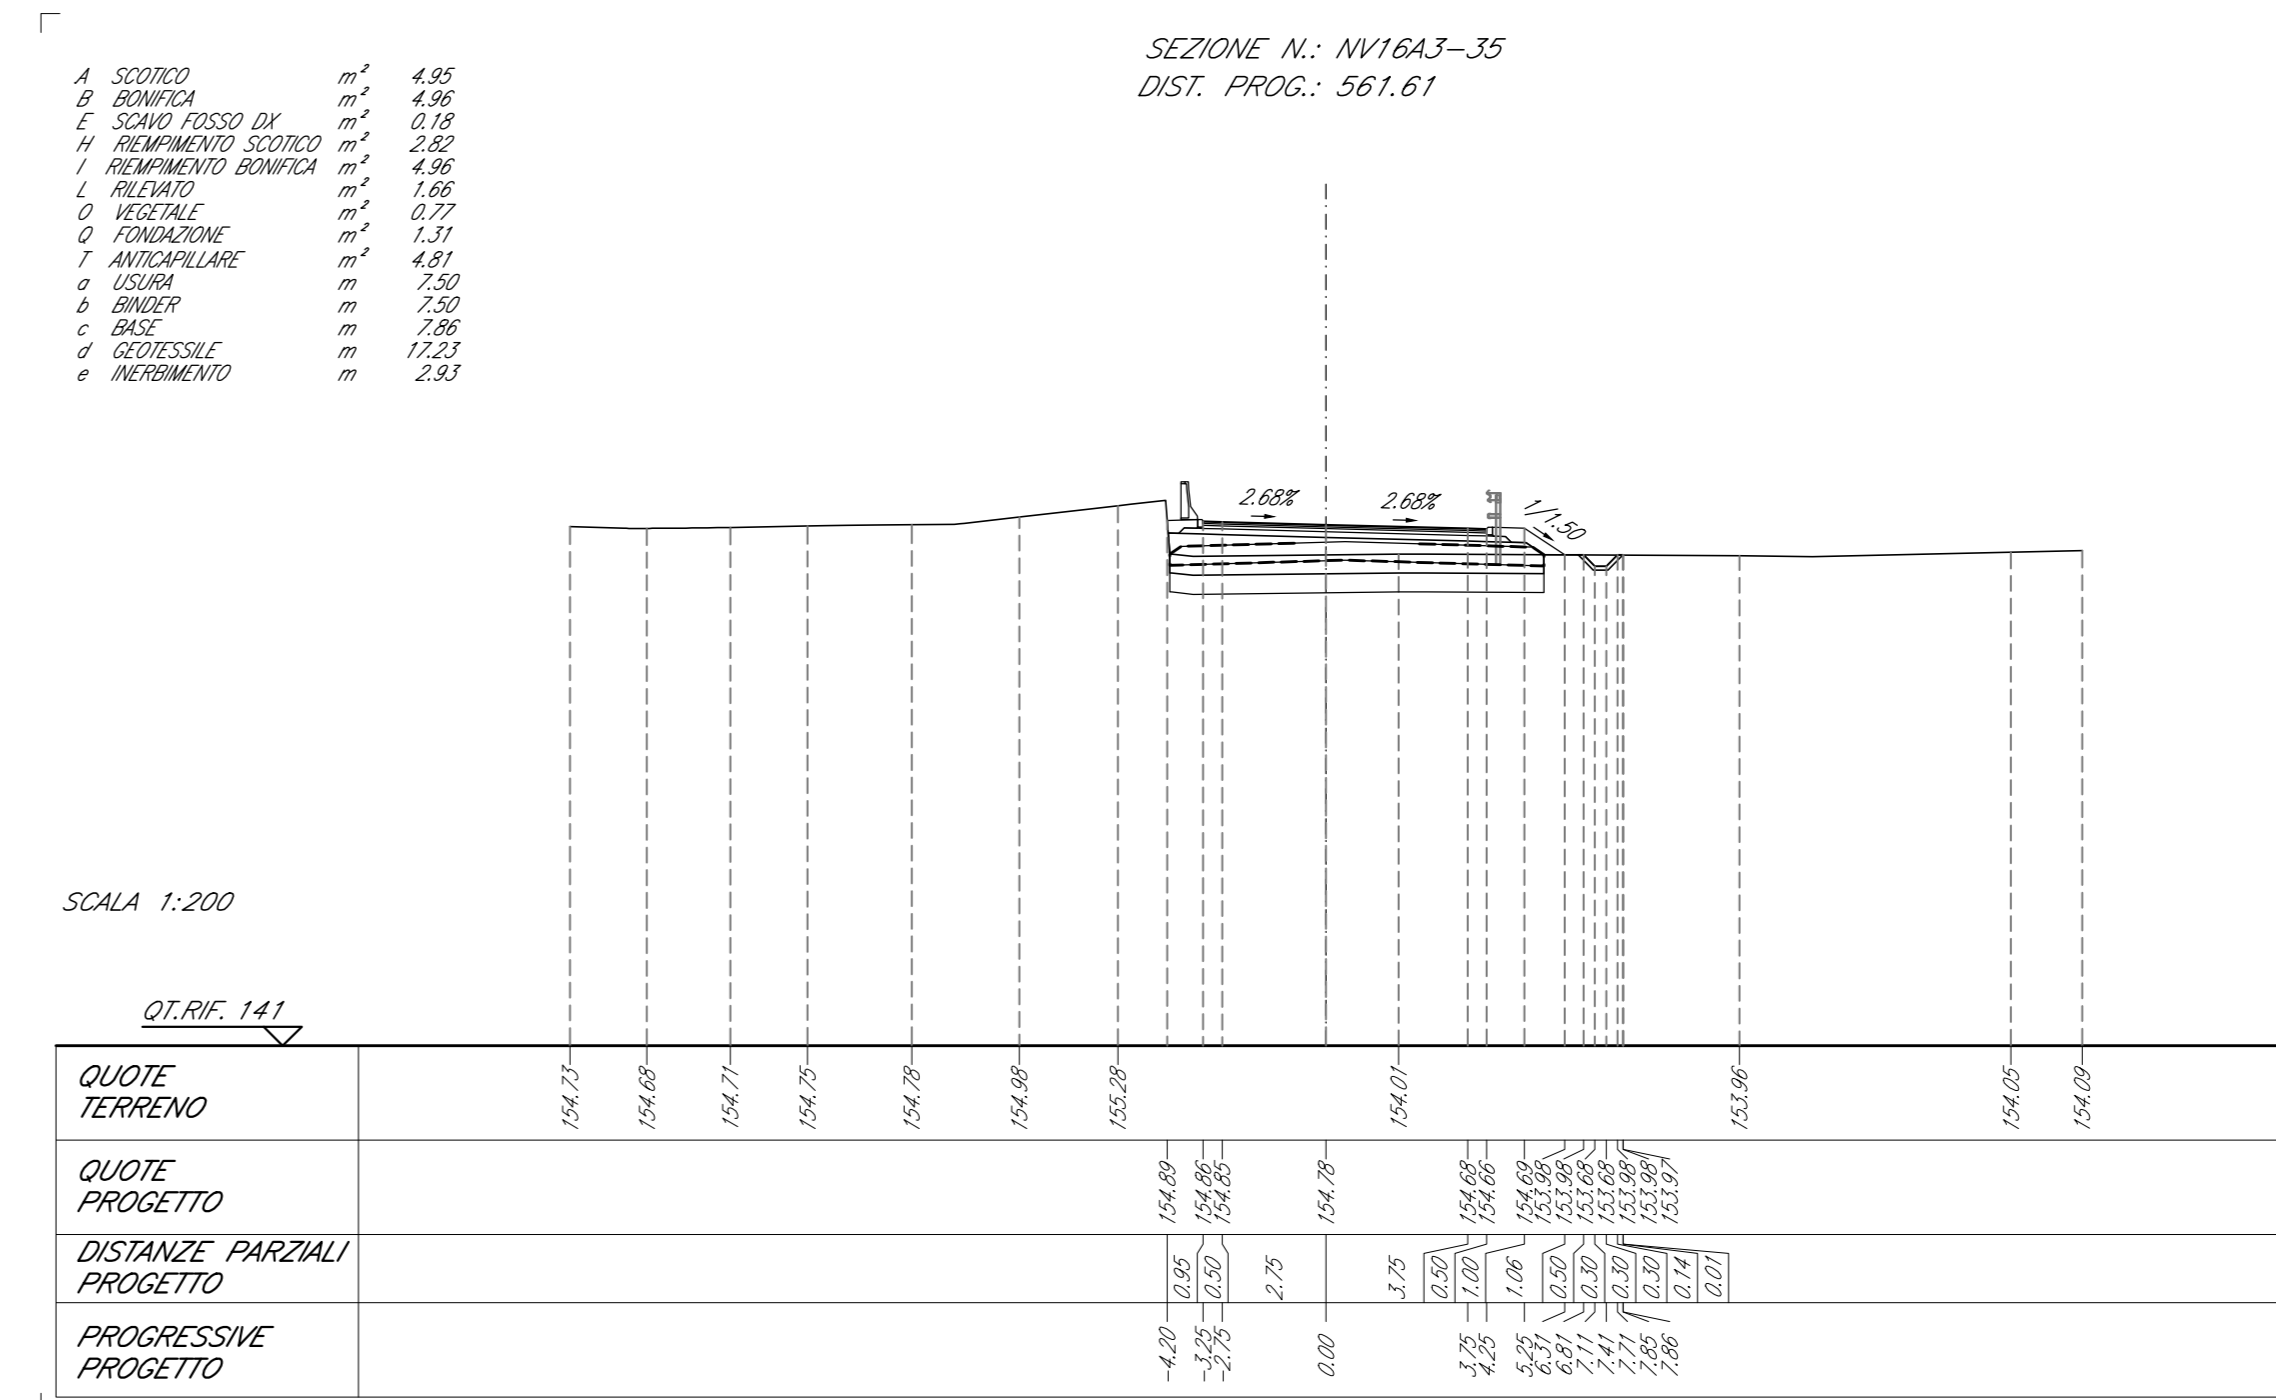 SEZIONE N.: NV16A3-35
DIST. PROG.: 561.61
A SCOTICO m² 4.95
B BONIFICA m² 4.96
E SCAVO FOSSO DX m² 0.18
H RIEMPIMENTO SCOTICO m² 2.82
I RIEMPIMENTO BONIFICA m² 4.96
L RILEVATO m² 1.66
O VEGETALE m² 0.77
Q FONDAZIONE m² 1.31
T ANTICAPILLARE m² 4.81
a USURA m 7.50
b BINDER m 7.50
c BASE m 7.86
d GEOTESSILE m 17.23
e INERBIMENTO m 2.93
2.68% 2.68% 1/1.50
SCALA 1:200
QT.RIF. 141
QUOTE
TERRENO
154.73 154.68 154.71 154.75 154.78 154.98 155.28 154.01 153.96 154.05 154.09
QUOTE
PROGETTO
154.89 154.86 154.85 154.78 154.68 154.66 154.69 153.98 153.98 153.68 153.68 153.98 153.98 153.97
DISTANZE PARZIALI
PROGETTO
0.95 0.50 2.75 3.75 0.50 1.00 1.06 0.50 0.30 0.30 0.30 0.14 0.01
PROGRESSIVE
PROGETTO
-4.20 -3.25 -2.75 0.00 3.75 4.25 5.25 6.31 6.81 7.11 7.41 7.71 7.85 7.86